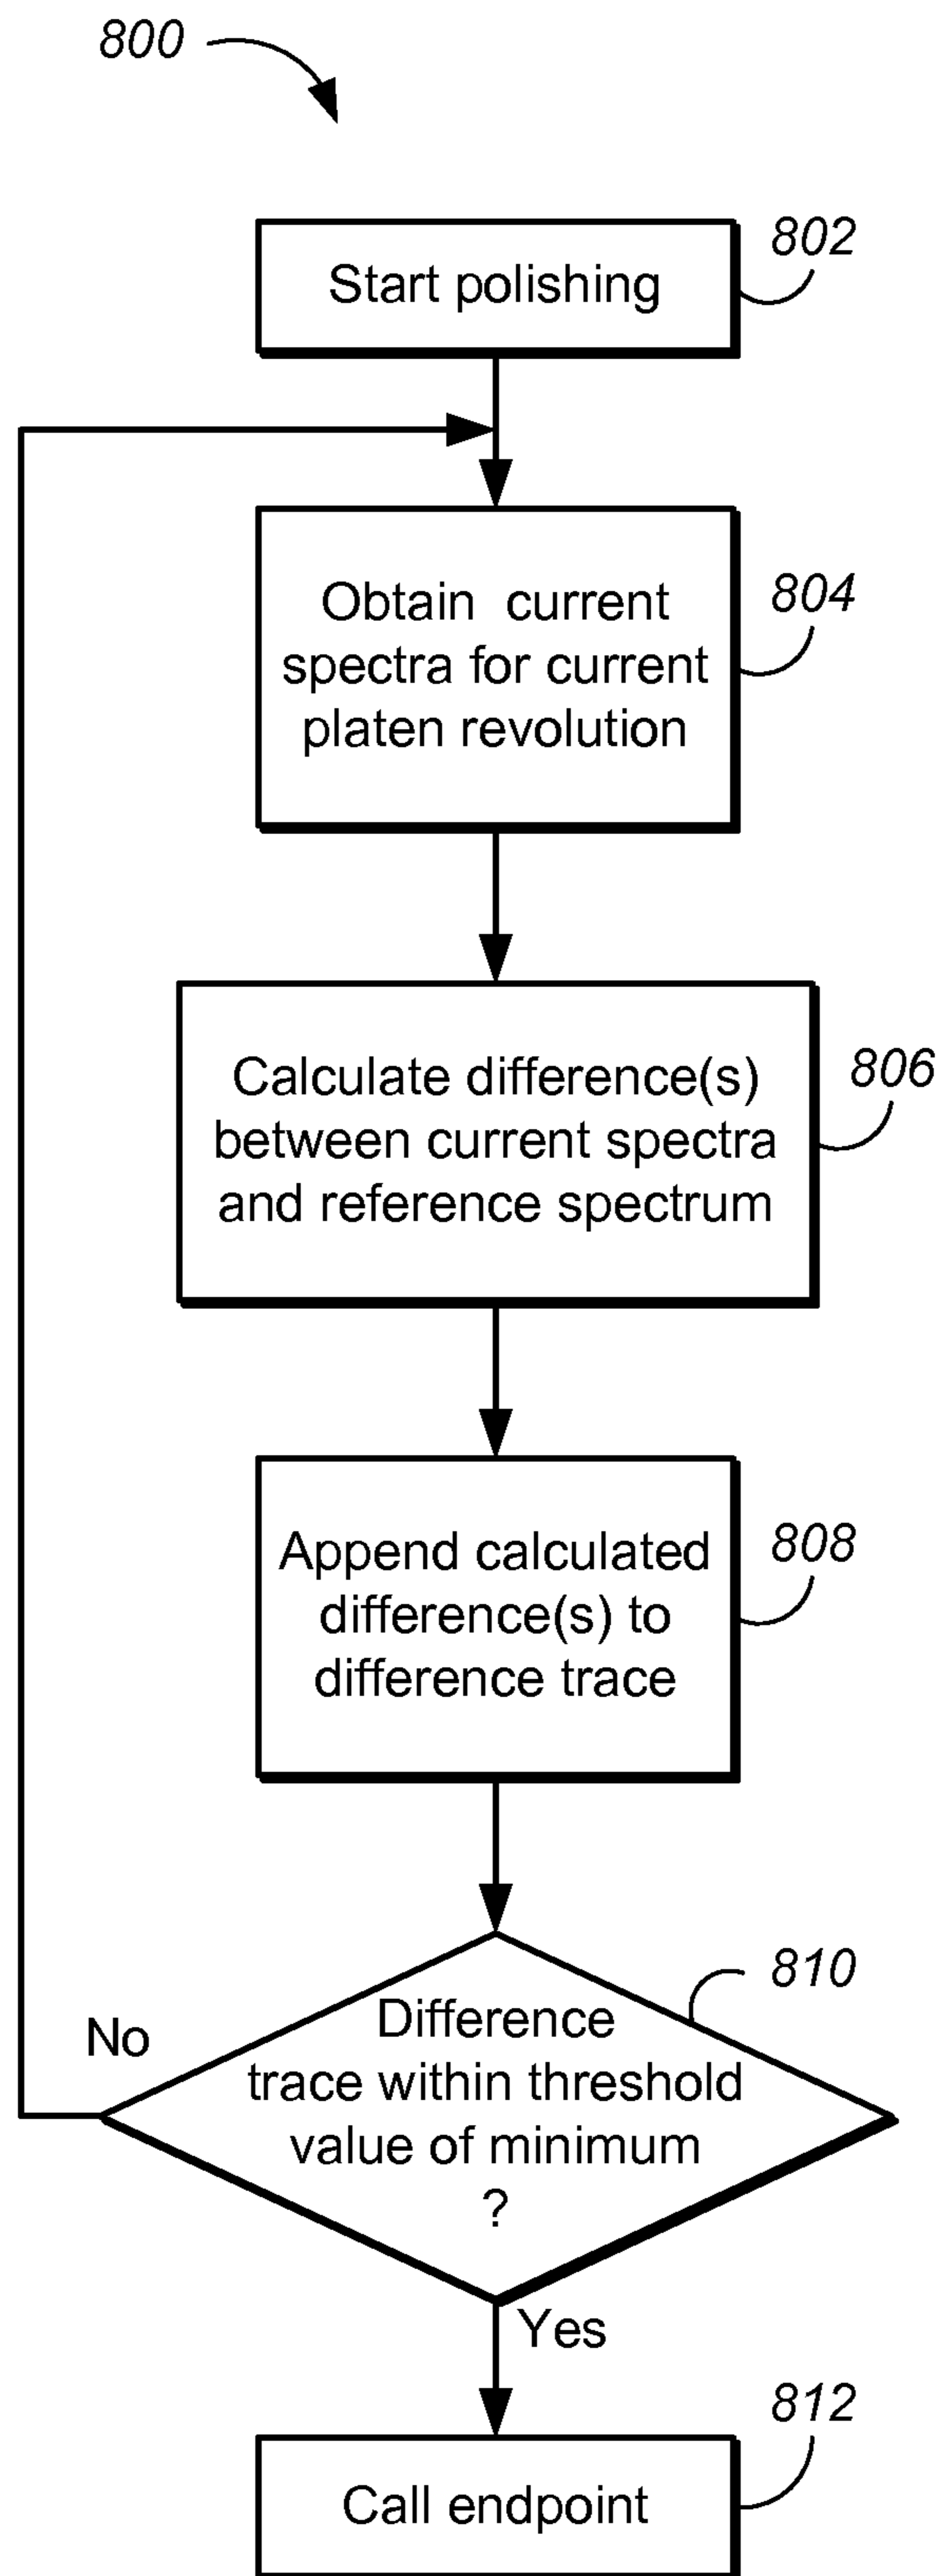 800
802
Start polishing
804
Obtain current
spectra for current
platen revolution
806
Calculate difference(s)
between current spectra
and reference spectrum
808
Append calculated
difference(s) to
difference trace
810
No
Difference
trace within threshold
value of minimum
?
Yes
812
Call endpoint